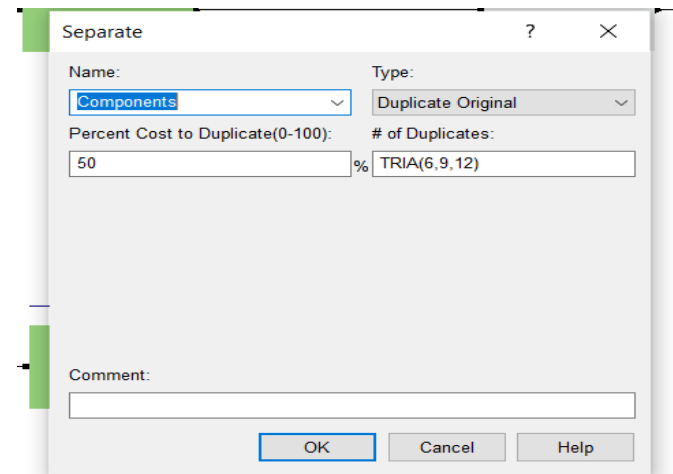 Separate ?
Name: Type:
Components Duplicate Original
Percent Cost to Duplicate(0-100): # of Duplicates:
50 % TRIA(6,9,12)
Comment:
OK Cancel Help